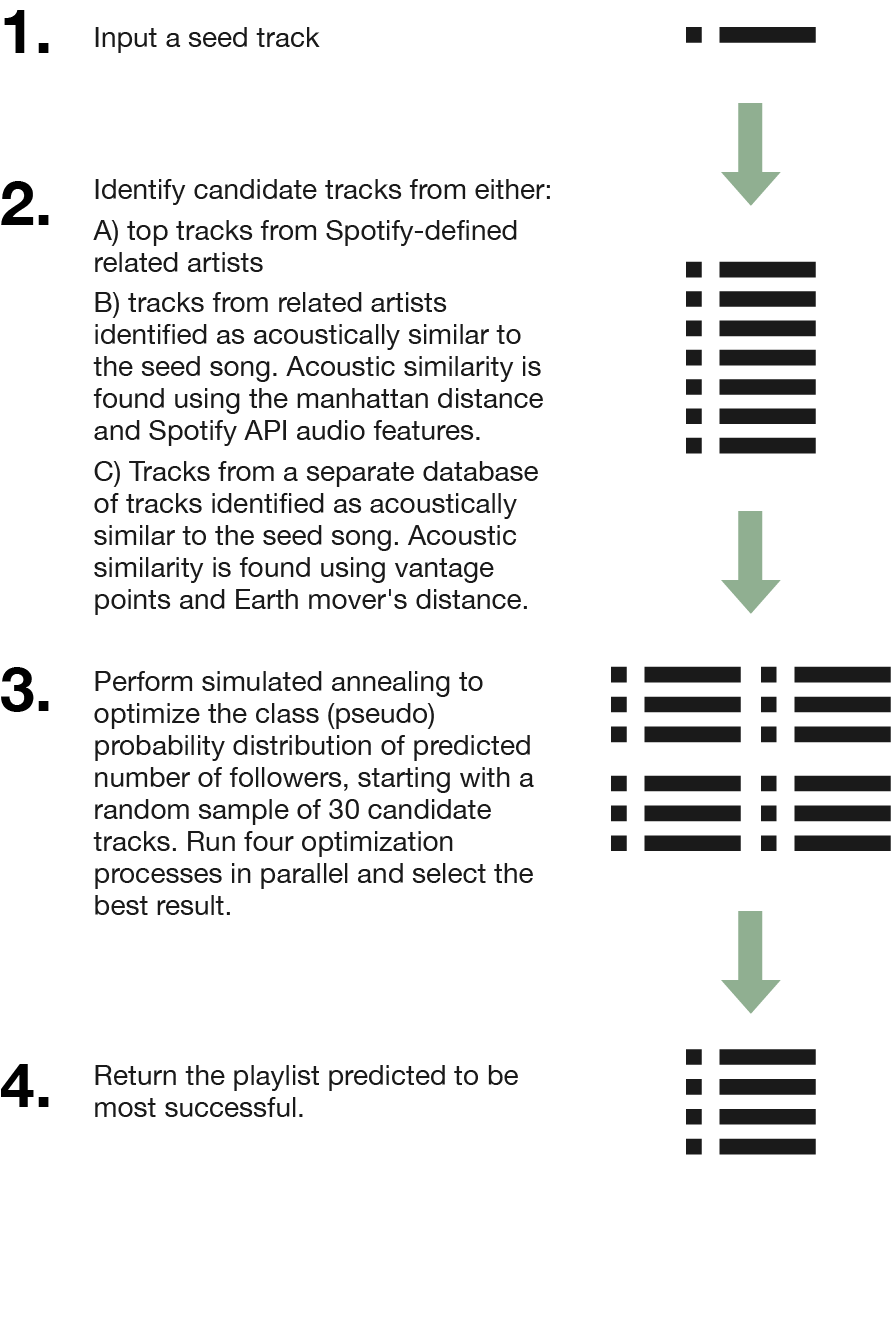 1. Input a seed track
2. Identify candidate tracks from either:
A) top tracks from Spotify-defined
related artists
B) tracks from related artists
identified as acoustically similar to
the seed song. Acoustic similarity is
found using the manhattan distance
and Spotify API audio features.
C) Tracks from a separate database
of tracks identified as acoustically
similar to the seed song. Acoustic
similarity is found using vantage
points and Earth mover's distance.
3. Perform simulated annealing to
optimize the class (pseudo)
probability distribution of predicted
number of followers, starting with a
random sample of 30 candidate
tracks. Run four optimization
processes in parallel and select the
best result.
4. Return the playlist predicted to be
most successful.